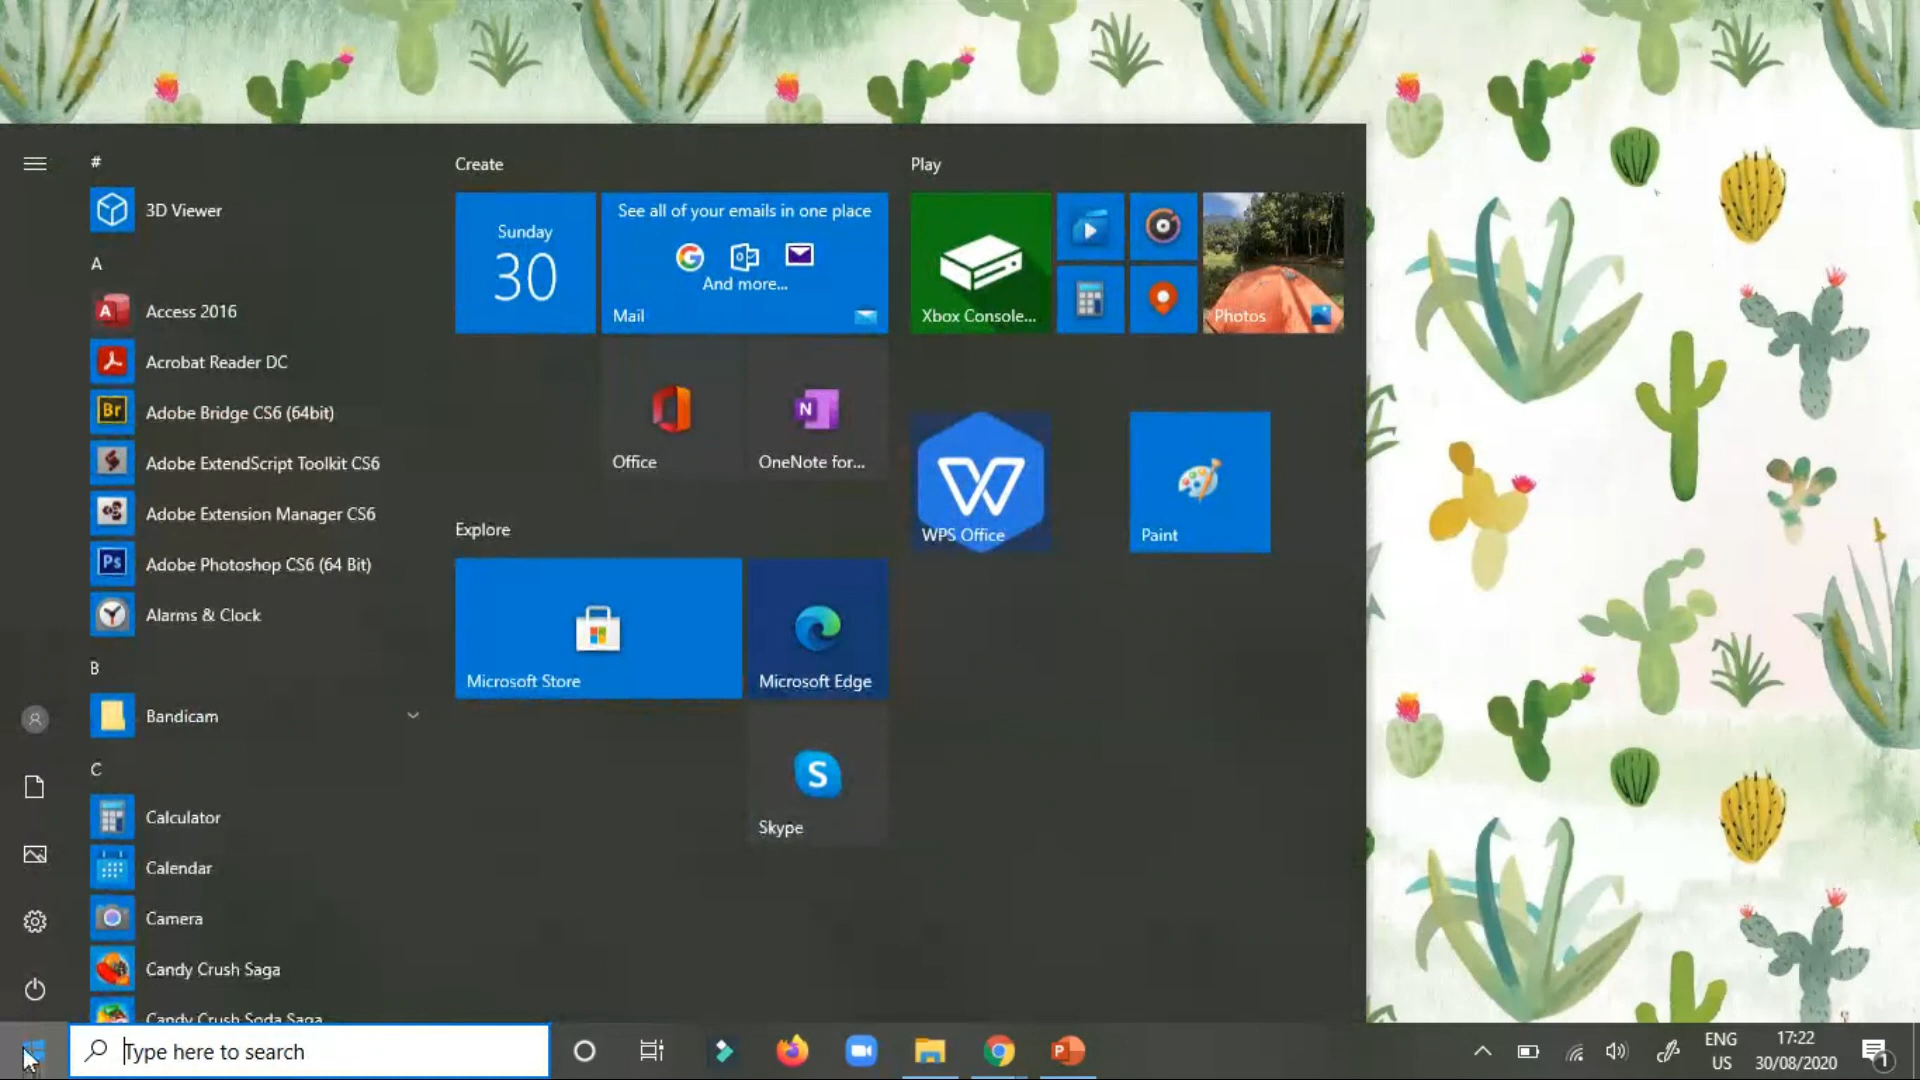 #
3D Viewer
A
Access 2016
Acrobat Reader DC
Adobe Bridge CS6 (64bit)
Adobe ExtendScript Toolkit CS6
Adobe Extension Manager CS6
Adobe Photoshop CS6 (64 Bit)
Alarms & Clock
B
Bandicam
C
Calculator
Calendar
Camera
Candy Crush Saga
Candy Crush Soda Saga
Create
Sunday
30
See all of your emails in one place
And more...
Mail
Office
OneNote for...
Explore
Microsoft Store
Microsoft Edge
Skype
Play
Xbox Console...
Photos
WPS Office
Paint
Type here to search
ENG
US
17:22
30/08/2020
1